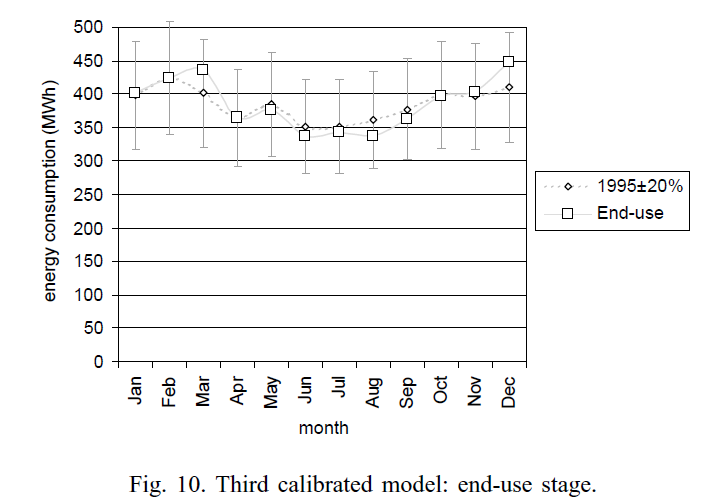 500
450
400
350
300
250
200
150
100
50
0
energy consumption (MWh)
Jan
Feb
Mar
Apr
May
Jun
Jul
Aug
Sep
Oct
Nov
Dec
month
1995±20%
End-use
Fig. 10. Third calibrated model: end-use stage.